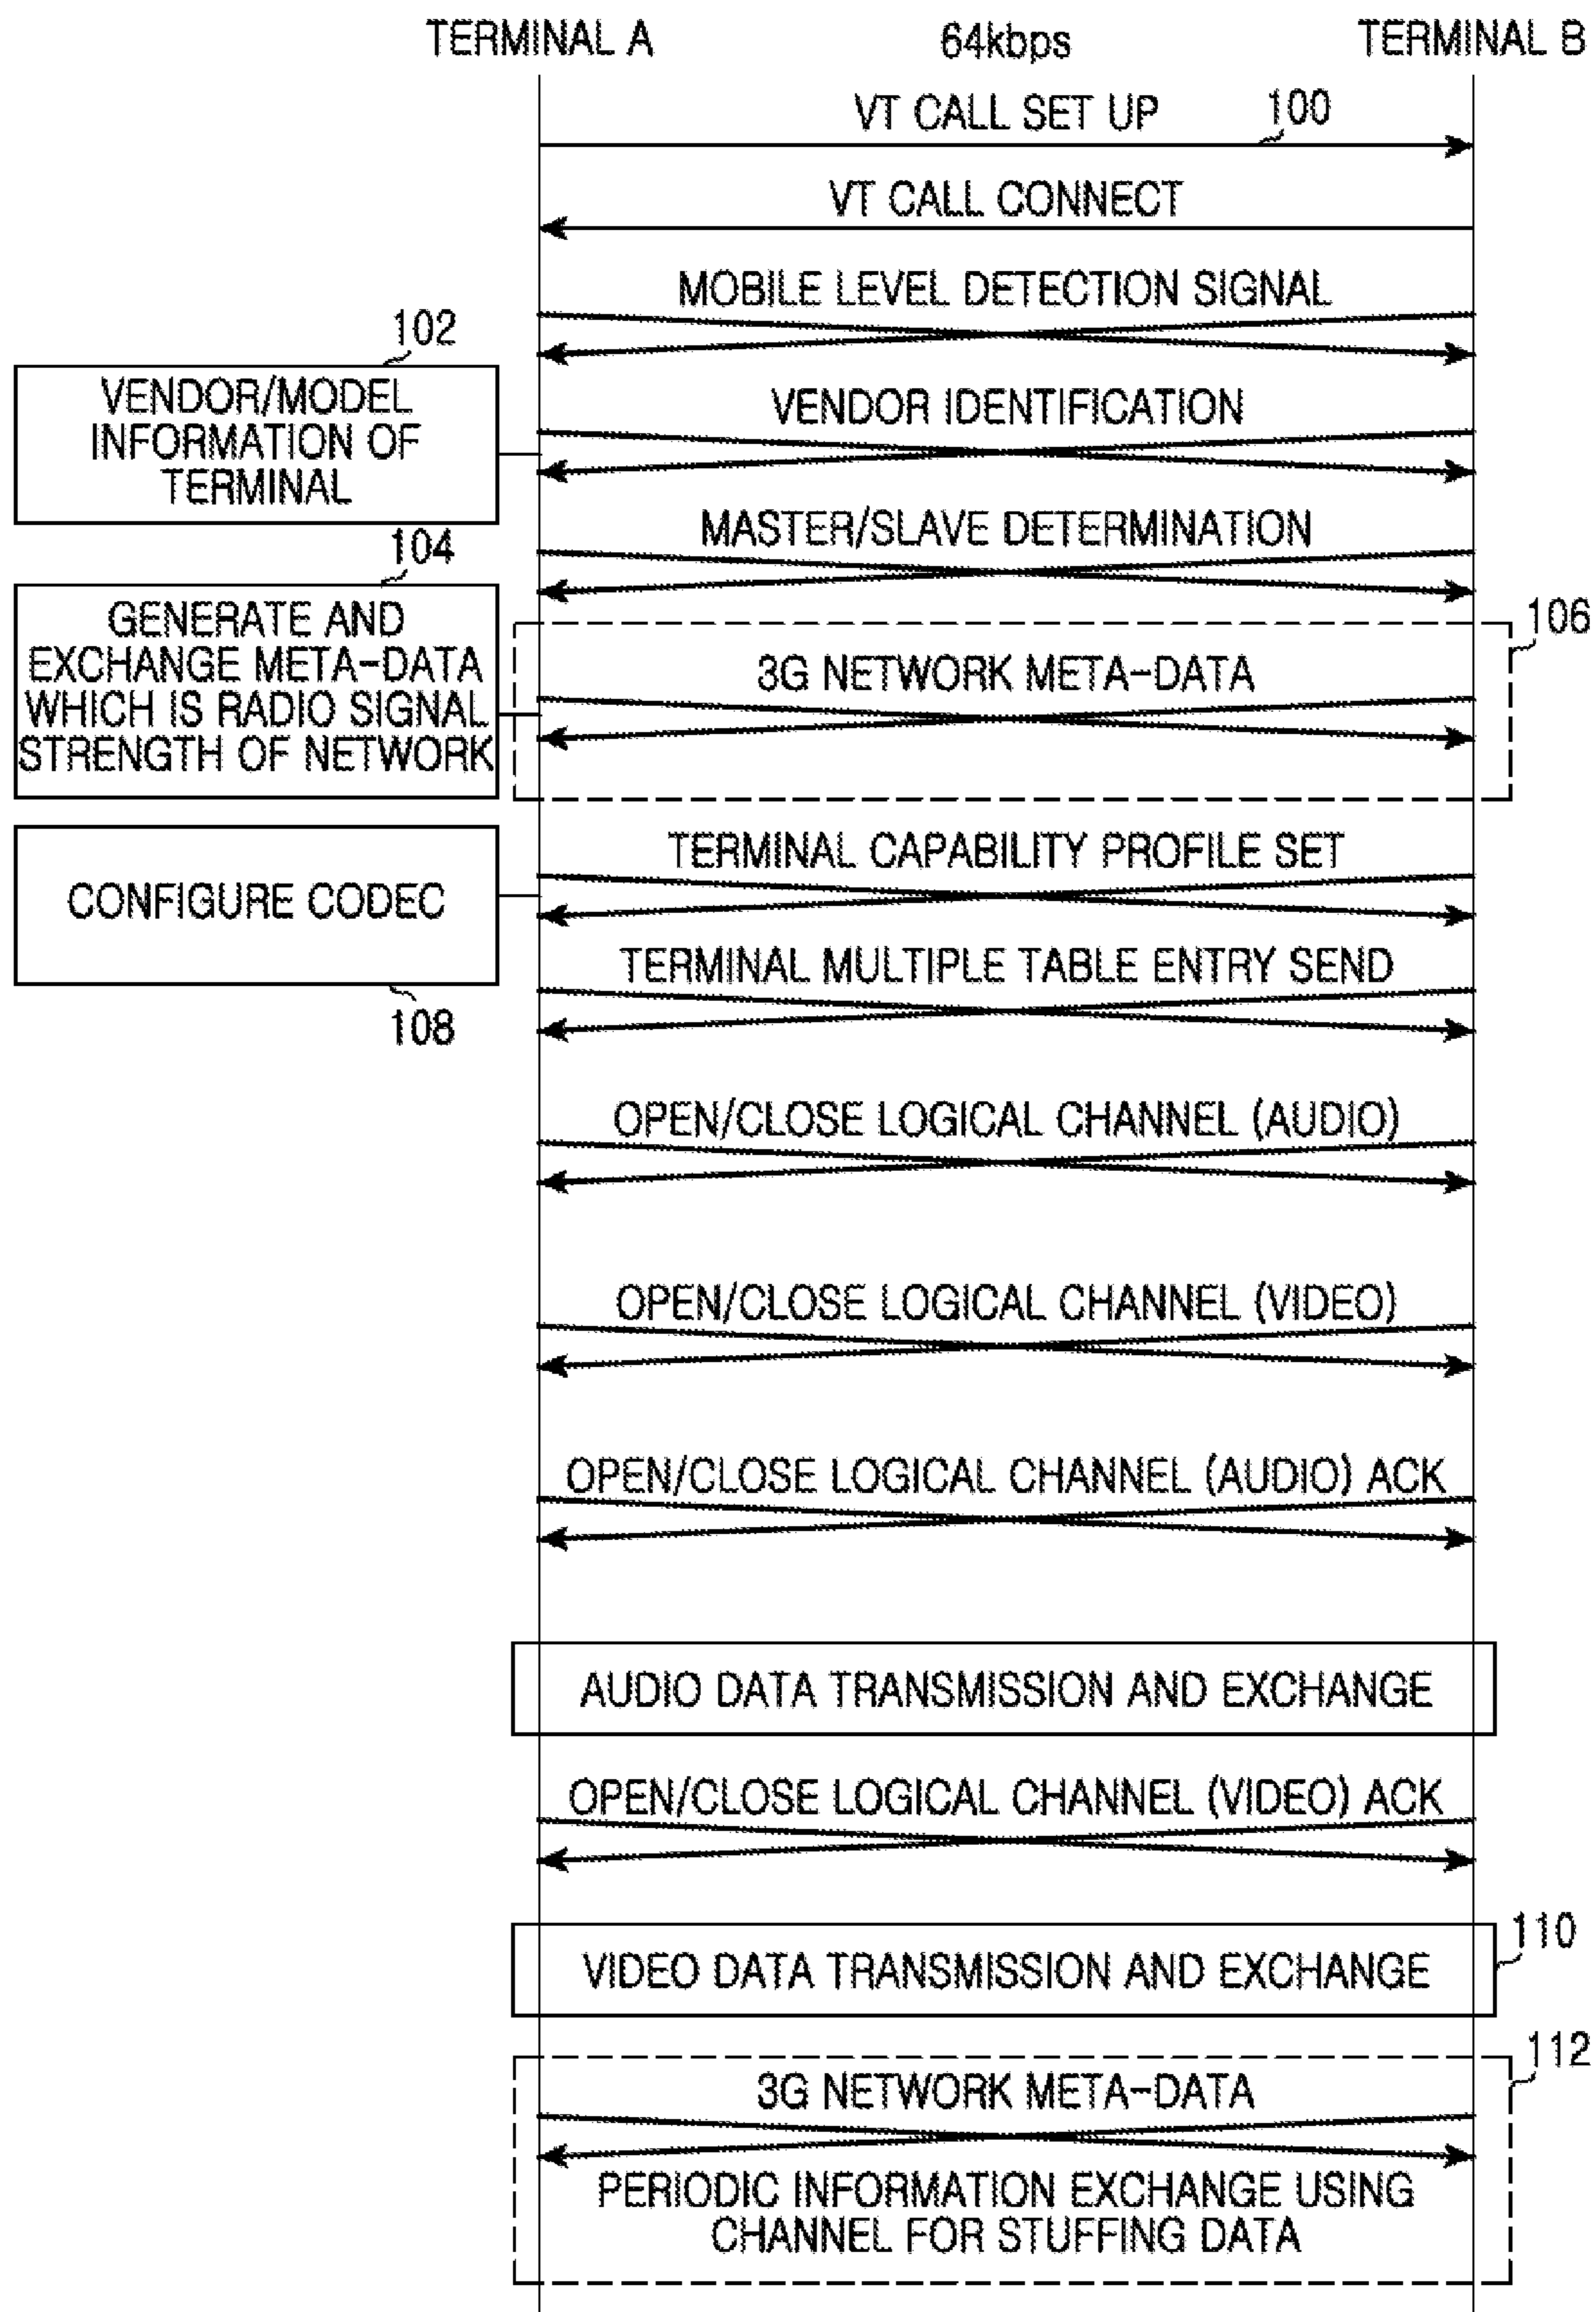 TERMINAL A
64kbps
TERMINAL B
VT CALL SET UP
100
VT CALL CONNECT
MOBILE LEVEL DETECTION SIGNAL
102
VENDOR/MODEL
INFORMATION OF
TERMINAL
VENDOR IDENTIFICATION
MASTER/SLAVE DETERMINATION
104
GENERATE AND
EXCHANGE META-DATA
WHICH IS RADIO SIGNAL
STRENGTH OF NETWORK
106
3G NETWORK META-DATA
TERMINAL CAPABILITY PROFILE SET
CONFIGURE CODEC
108
TERMINAL MULTIPLE TABLE ENTRY SEND
OPEN/CLOSE LOGICAL CHANNEL (AUDIO)
OPEN/CLOSE LOGICAL CHANNEL (VIDEO)
OPEN/CLOSE LOGICAL CHANNEL (AUDIO) ACK
AUDIO DATA TRANSMISSION AND EXCHANGE
OPEN/CLOSE LOGICAL CHANNEL (VIDEO) ACK
110
VIDEO DATA TRANSMISSION AND EXCHANGE
112
3G NETWORK META-DATA
PERIODIC INFORMATION EXCHANGE USING
CHANNEL FOR STUFFING DATA